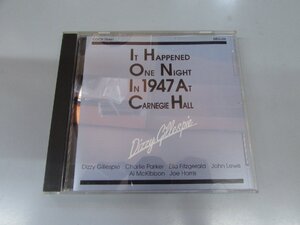 It Happened
One Night
In 1947 At
Carnegie Hall
Dizzy Gillespie
Dizzy Gillespie Charlie Parker Ella Fitzgerald John Lewis
Al McKibbon Joe Harris